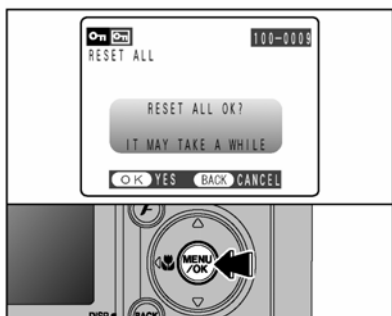 100-0009
RESET ALL
RESET ALL OK?
IT MAY TAKE A WHILE
OK YES BACK CANCEL
F
MENU
/OK
DISP
BACK